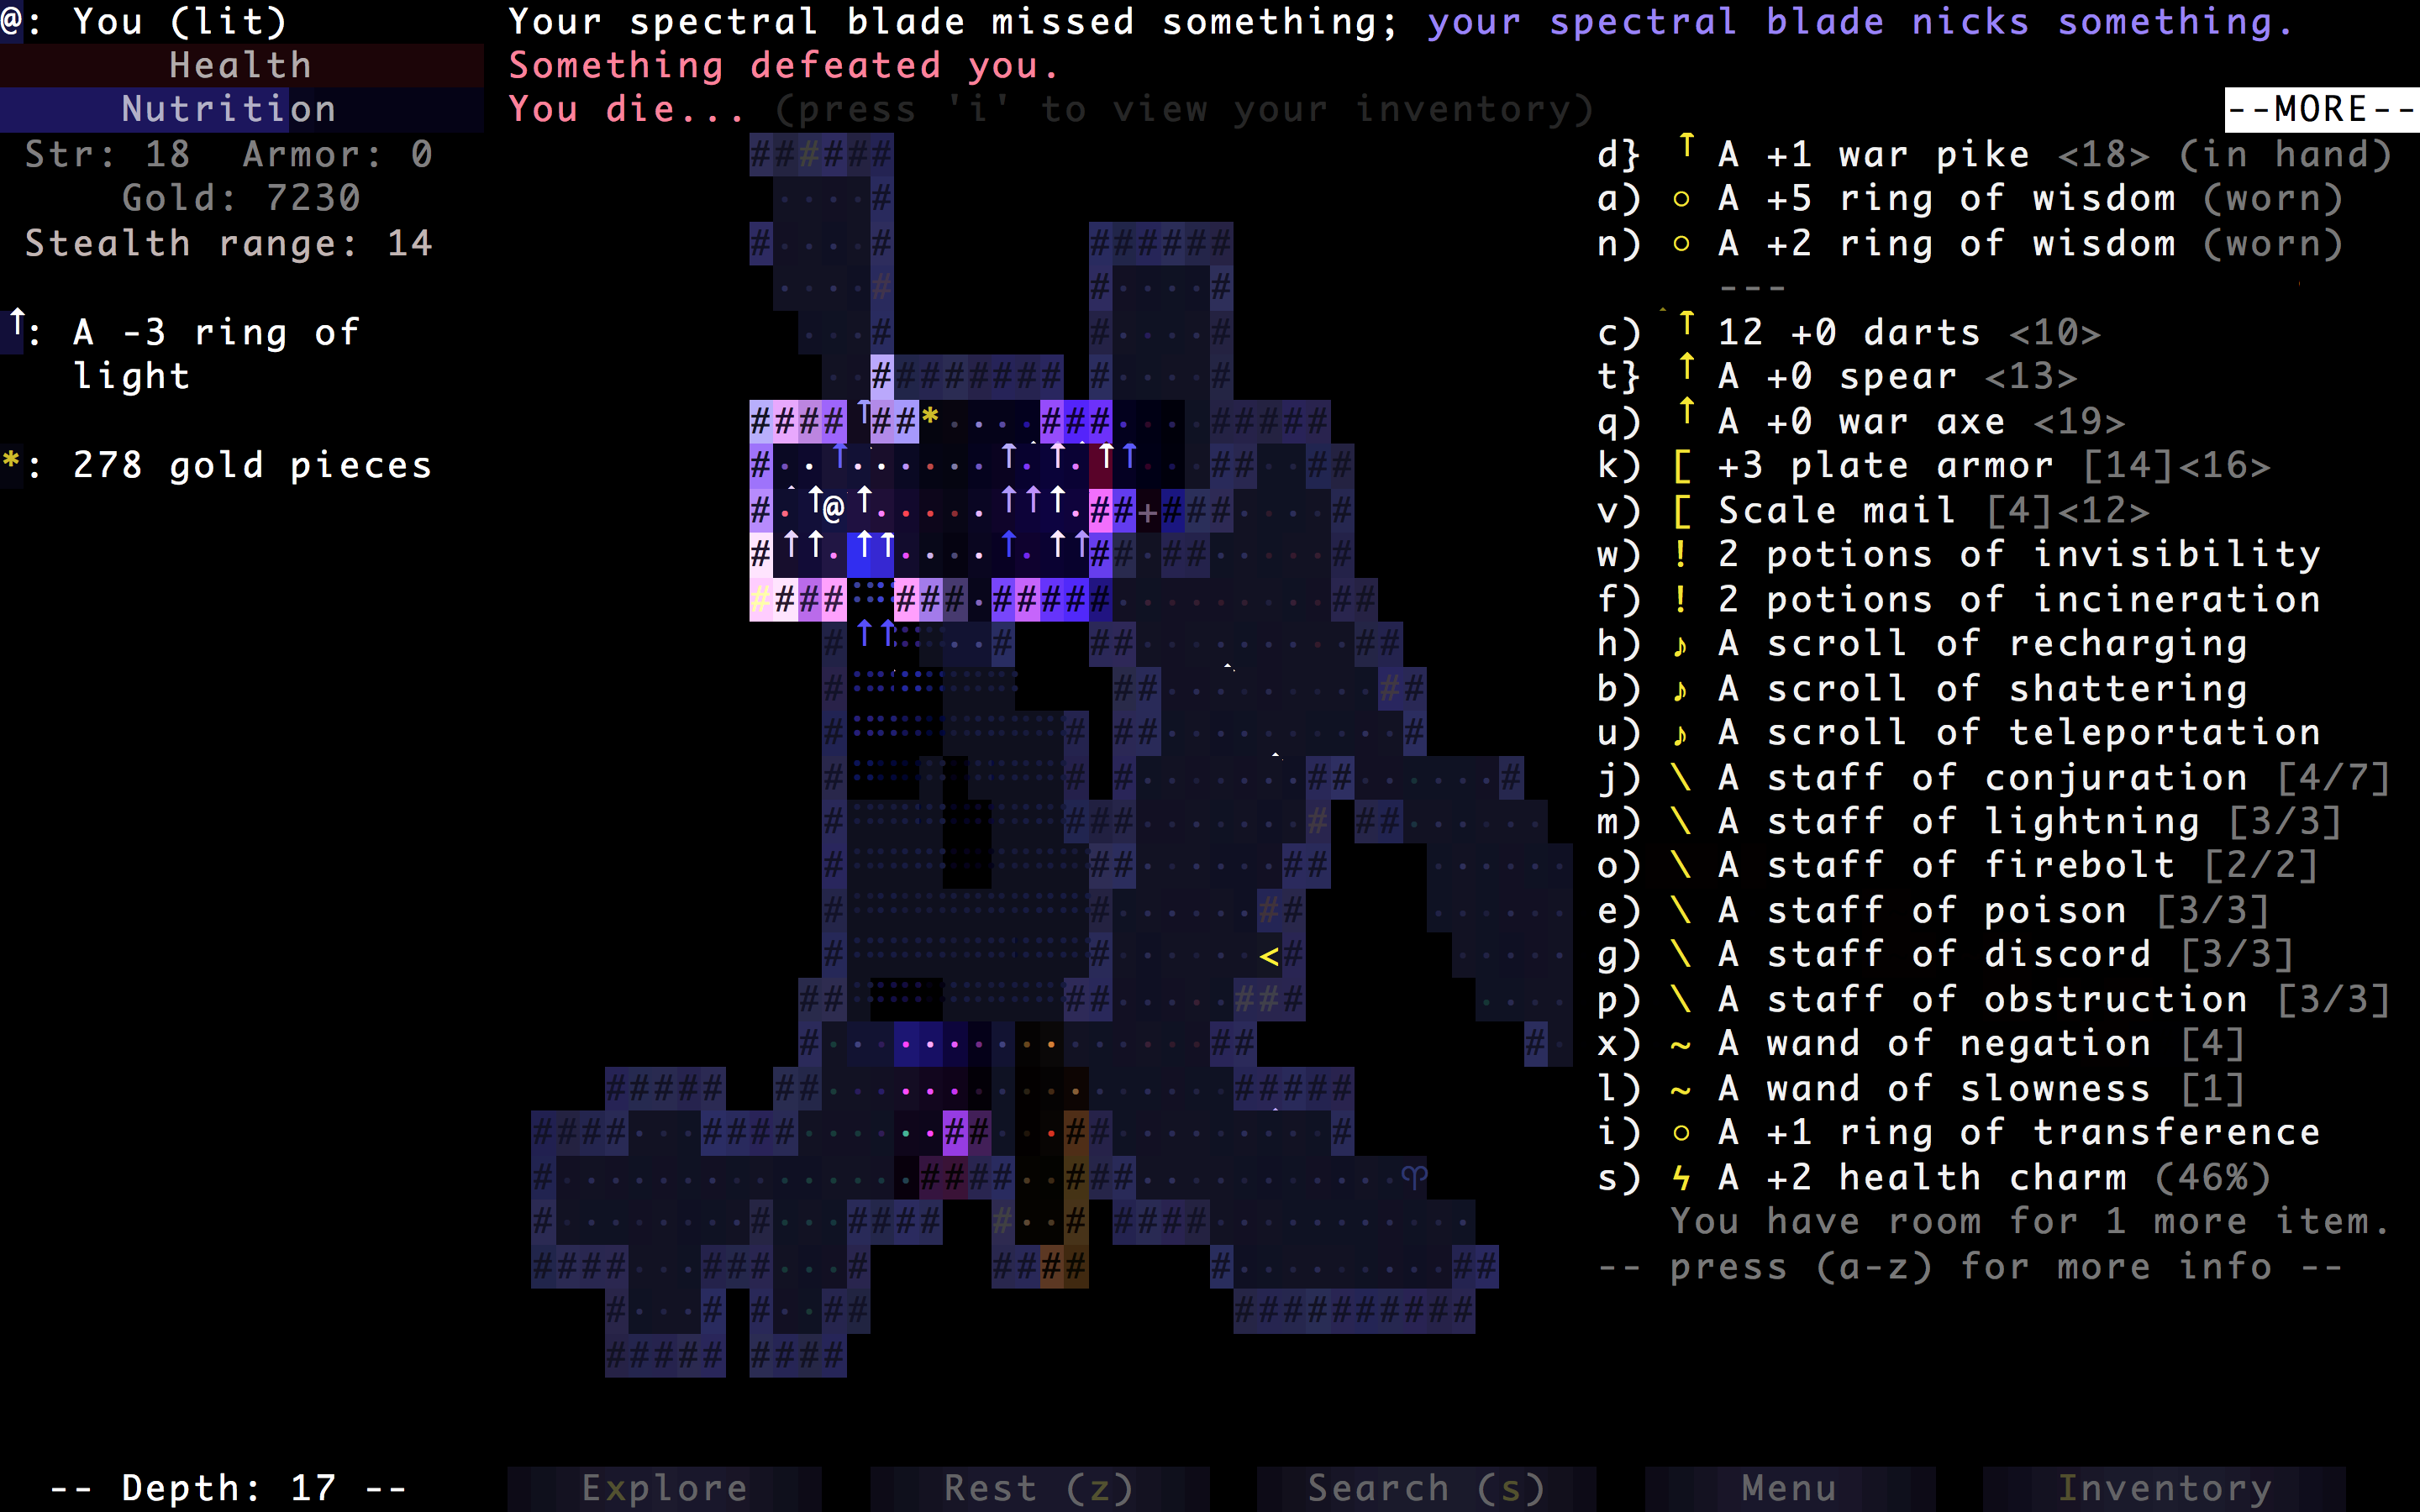 @: You (lit)
Health
Nutrition
Str: 18 Armor: 0
Gold: 7230
Stealth range: 14
↑: A -3 ring of
light
*: 278 gold pieces
Your spectral blade missed something; your spectral blade nicks something.
Something defeated you.
You die... (press 'i' to view your inventory)
--MORE--
d} ↑ A +1 war pike <18> (in hand)
a) ○ A +5 ring of wisdom (worn)
n) ○ A +2 ring of wisdom (worn)
---
c) ↑ 12 +0 darts <10>
t} ↑ A +0 spear <13>
q) ↑ A +0 war axe <19>
k) [ +3 plate armor [14]<16>
v) [ Scale mail [4]<12>
w) ! 2 potions of invisibility
f) ! 2 potions of incineration
h) ♪ A scroll of recharging
b) ♪ A scroll of shattering
u) ♪ A scroll of teleportation
j) \ A staff of conjuration [4/7]
m) \ A staff of lightning [3/3]
o) \ A staff of firebolt [2/2]
e) \ A staff of poison [3/3]
g) \ A staff of discord [3/3]
p) \ A staff of obstruction [3/3]
x) ~ A wand of negation [4]
l) ~ A wand of slowness [1]
i) ○ A +1 ring of transference
s) ϟ A +2 health charm (46%)
You have room for 1 more item.
-- press (a-z) for more info --
-- Depth: 17 --
Explore
Rest (z)
Search (s)
Menu
Inventory